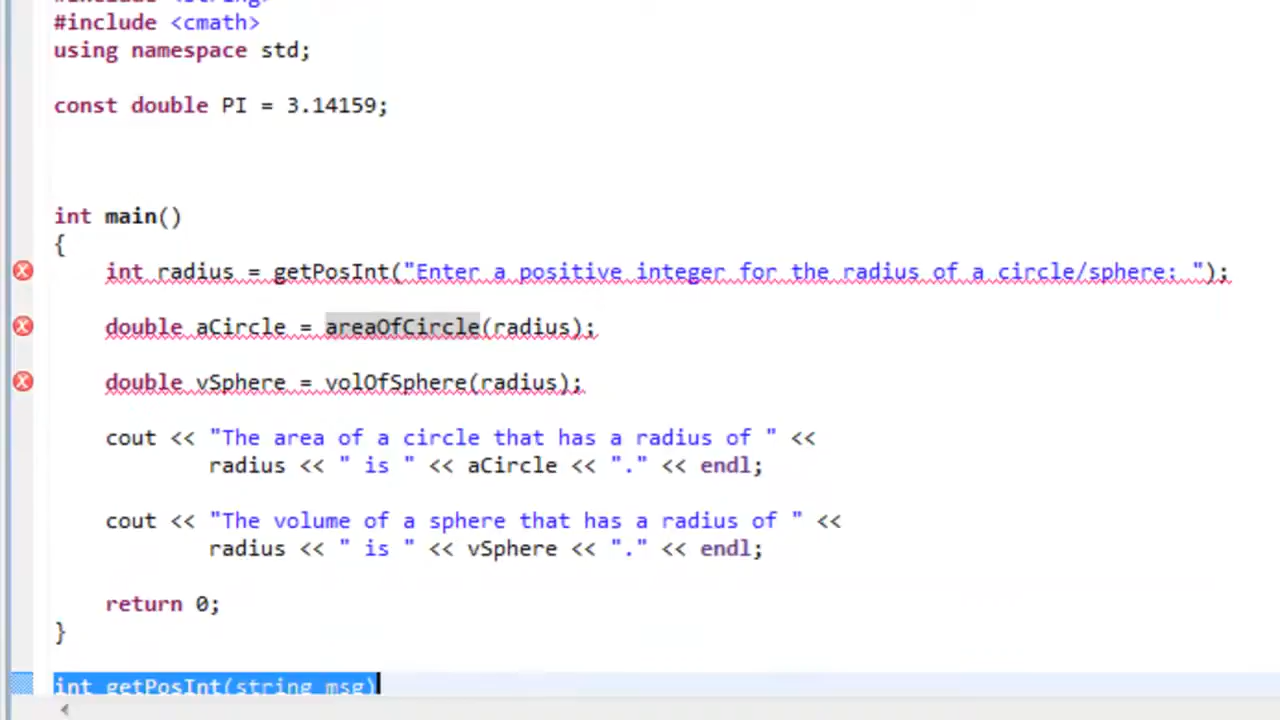 #include <string>
#include <cmath>
using namespace std;
const double PI = 3.14159;
int main()
{
int radius = getPosInt("Enter a positive integer for the radius of a circle/sphere: ");
double aCircle = areaOfCircle(radius);
double vSphere = volOfSphere(radius);
cout << "The area of a circle that has a radius of " <<
radius << " is " << aCircle << "." << endl;
cout << "The volume of a sphere that has a radius of " <<
radius << " is " << vSphere << "." << endl;
return 0;
}
int getPosInt(string msg)